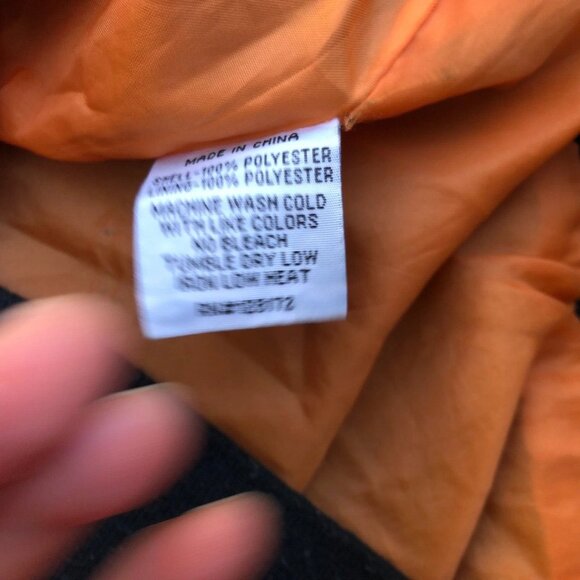 MADE IN CHINA
SHELL-100% POLYESTER
LINING-100% POLYESTER
MACHINE WASH COLD
WITH LIKE COLORS
NO BLEACH
TUMBLE DRY LOW
IRON LOW HEAT